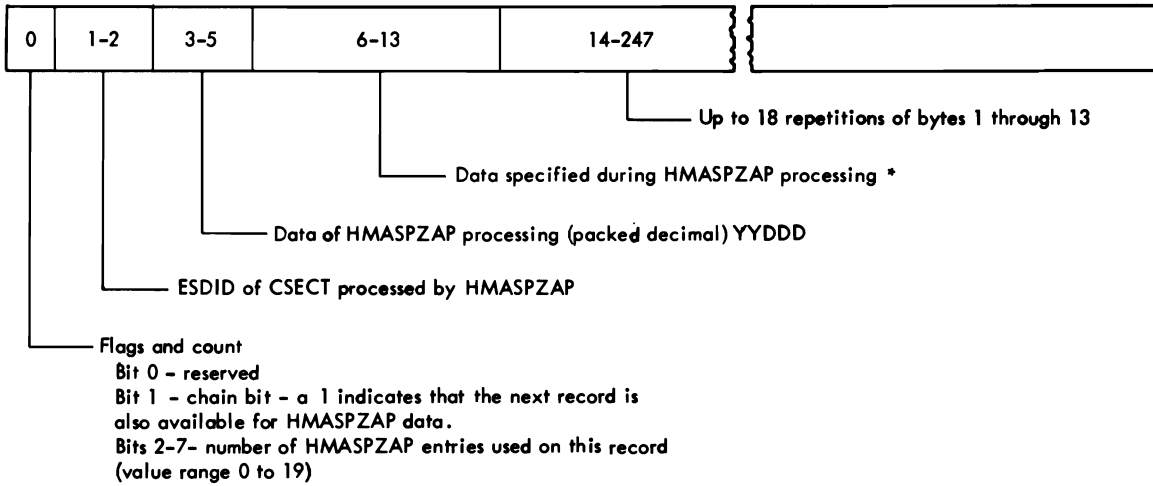 0 1-2 3-5 6-13 14-247
Up to 18 repetitions of bytes 1 through 13
Data specified during HMASPZAP processing *
Data of HMASPZAP processing (packed decimal) YYDDD
ESDID of CSECT processed by HMASPZAP
Flags and count
Bit 0 - reserved
Bit 1 - chain bit - a 1 indicates that the next record is
also available for HMASPZAP data.
Bits 2-7- number of HMASPZAP entries used on this record
(value range 0 to 19)